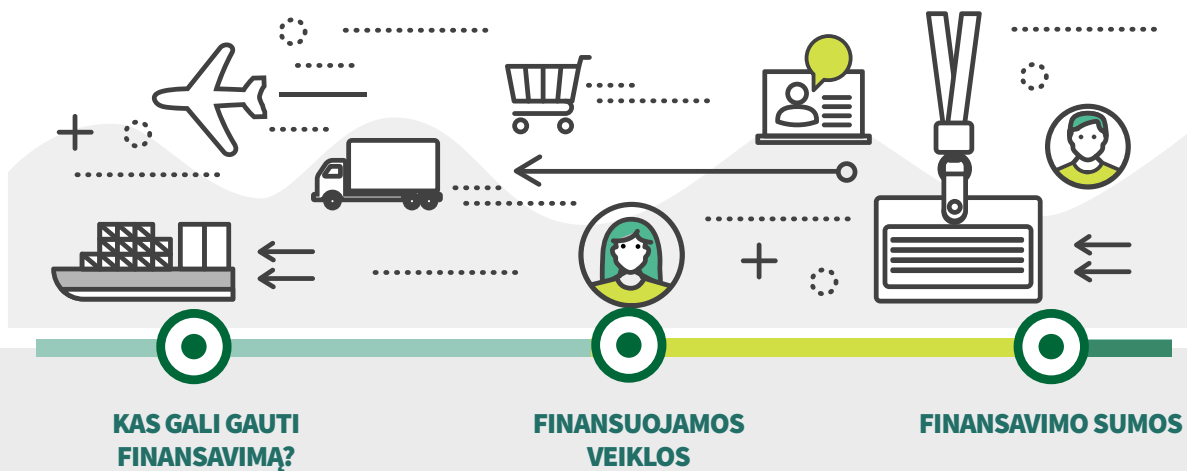 KAS GALI GAUTI
FINANSAVIMĄ?
FINANSUOJAMOS
VEIKLOS
FINANSAVIMO SUMOS